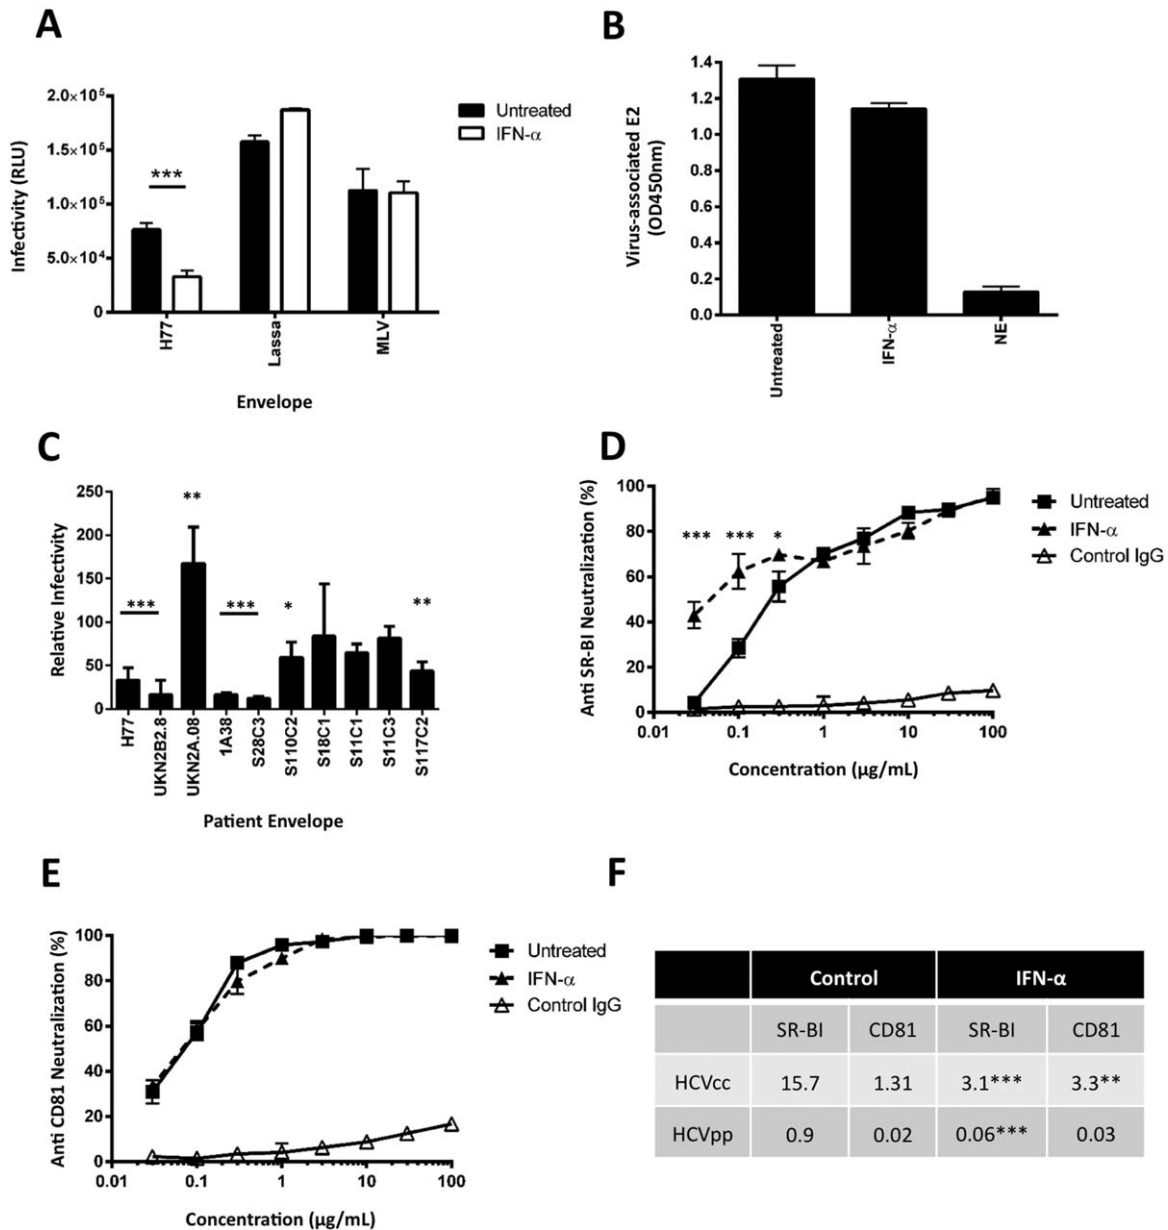 A
Infectivity (RLU)
2.0×10⁵
1.5×10⁵
1.0×10⁵
5.0×10⁴
0
***
H77
Lassa
MLV
Envelope
Untreated
IFN-α
B
Virus-associated E2
(OD450nm)
1.4
1.2
1.0
0.8
0.6
0.4
0.2
0.0
Untreated
IFN-α
NE
C
Relative Infectivity
250
200
150
100
50
0
***
**
***
*
**
H77
UKN2B2.8
UKN2A.08
1A38
S28C3
S110C2
S18C1
S11C1
S11C3
S117C2
Patient Envelope
D
Anti SR-BI Neutralization (%)
100
80
60
40
20
0
*** *** *
0.01 0.1 1 10 100
Concentration (µg/mL)
Untreated
IFN-α
Control IgG
E
Anti CD81 Neutralization (%)
100
80
60
40
20
0
0.01 0.1 1 10 100
Concentration (µg/mL)
Untreated
IFN-α
Control IgG
F
Control IFN-α
SR-BI CD81 SR-BI CD81
HCVcc 15.7 1.31 3.1*** 3.3**
HCVpp 0.9 0.02 0.06*** 0.03